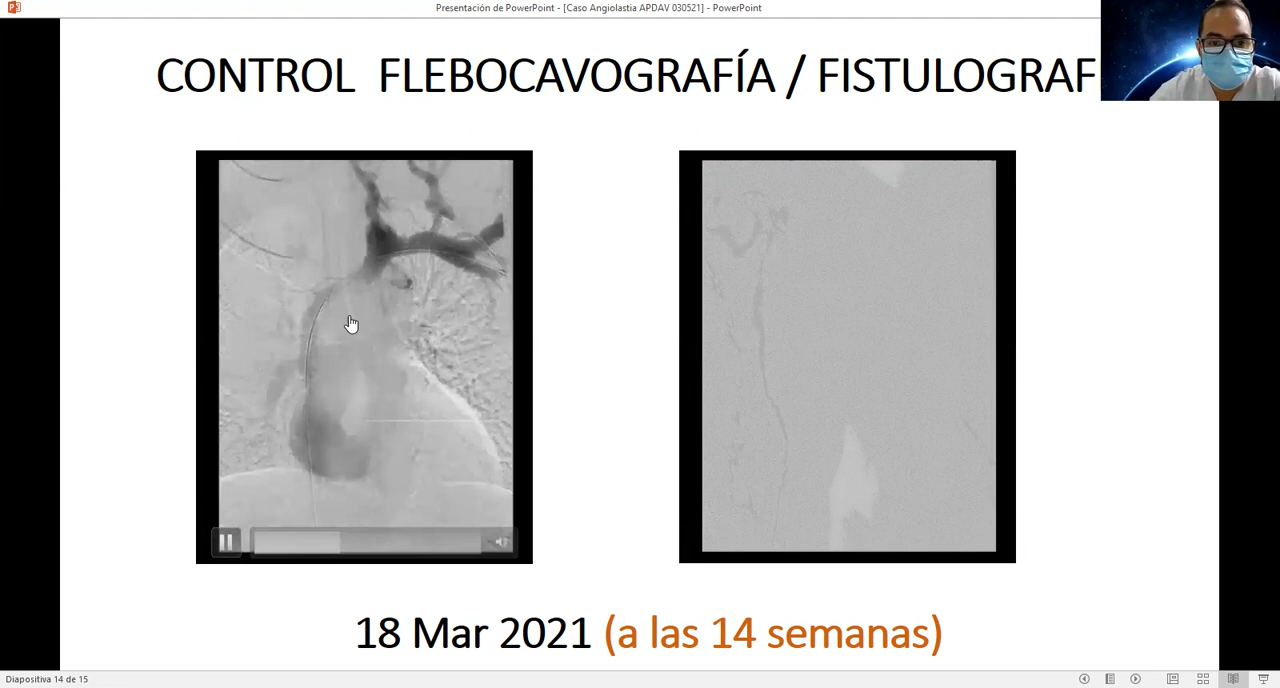 Presentación de PowerPoint - [Caso Angiolastia APDAV 030521] - PowerPoint
CONTROL FLEBOCAVOGRAFÍA / FISTULOGRAF
18 Mar 2021 (a las 14 semanas)
Diapositiva 14 de 15